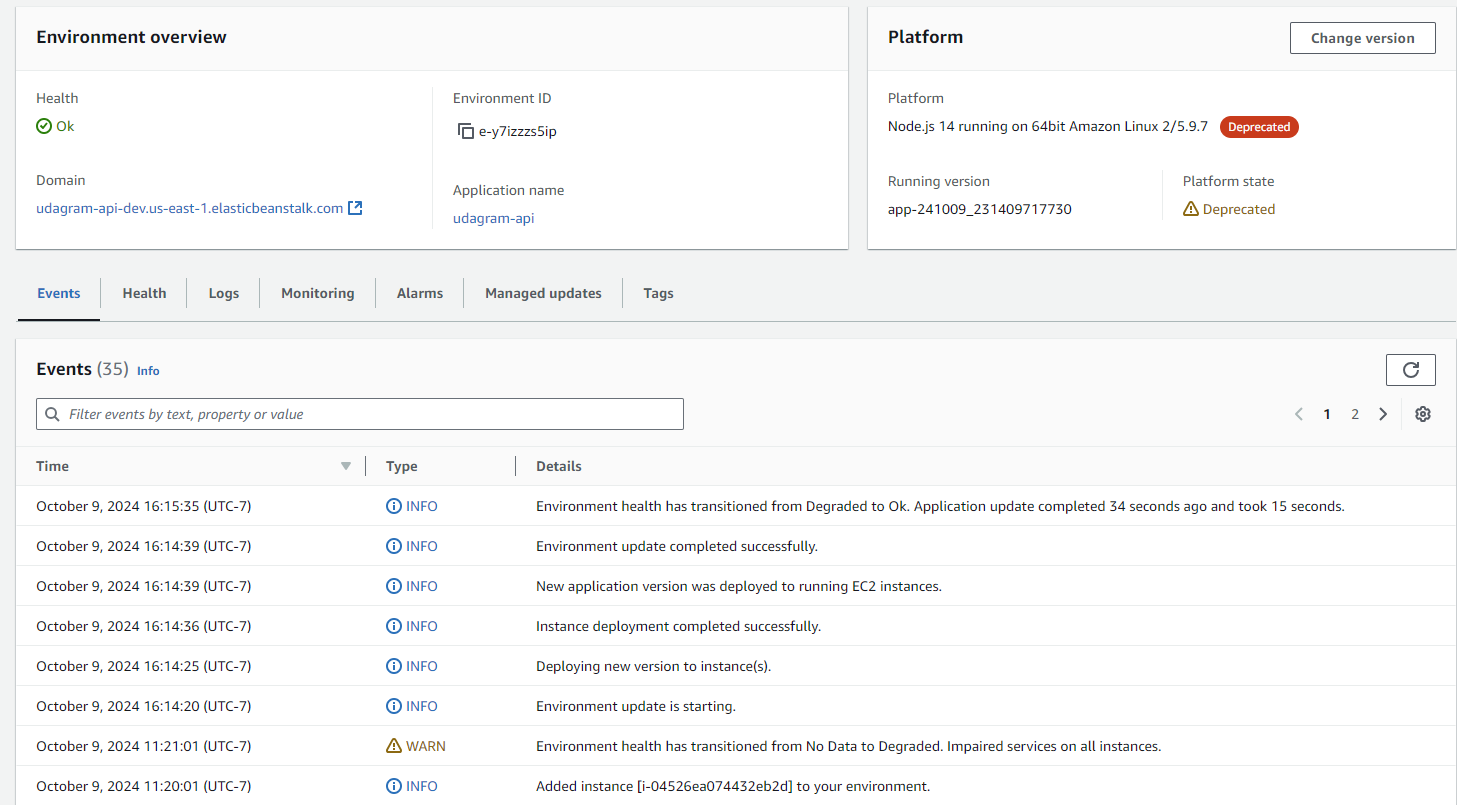 Environment overview
Health
Ok
Domain
udagram-api-dev.us-east-1.elasticbeanstalk.com
Environment ID
e-y7izzzs5ip
Application name
udagram-api
Platform
Change version
Platform
Node.js 14 running on 64bit Amazon Linux 2/5.9.7 Deprecated
Running version
app-241009_231409717730
Platform state
Deprecated
Events Health Logs Monitoring Alarms Managed updates Tags
Events (35) Info
Filter events by text, property or value
1 2
Time Type Details
October 9, 2024 16:15:35 (UTC-7) INFO Environment health has transitioned from Degraded to Ok. Application update completed 34 seconds ago and took 15 seconds.
October 9, 2024 16:14:39 (UTC-7) INFO Environment update completed successfully.
October 9, 2024 16:14:39 (UTC-7) INFO New application version was deployed to running EC2 instances.
October 9, 2024 16:14:36 (UTC-7) INFO Instance deployment completed successfully.
October 9, 2024 16:14:25 (UTC-7) INFO Deploying new version to instance(s).
October 9, 2024 16:14:20 (UTC-7) INFO Environment update is starting.
October 9, 2024 11:21:01 (UTC-7) WARN Environment health has transitioned from No Data to Degraded. Impaired services on all instances.
October 9, 2024 11:20:01 (UTC-7) INFO Added instance [i-04526ea074432eb2d] to your environment.